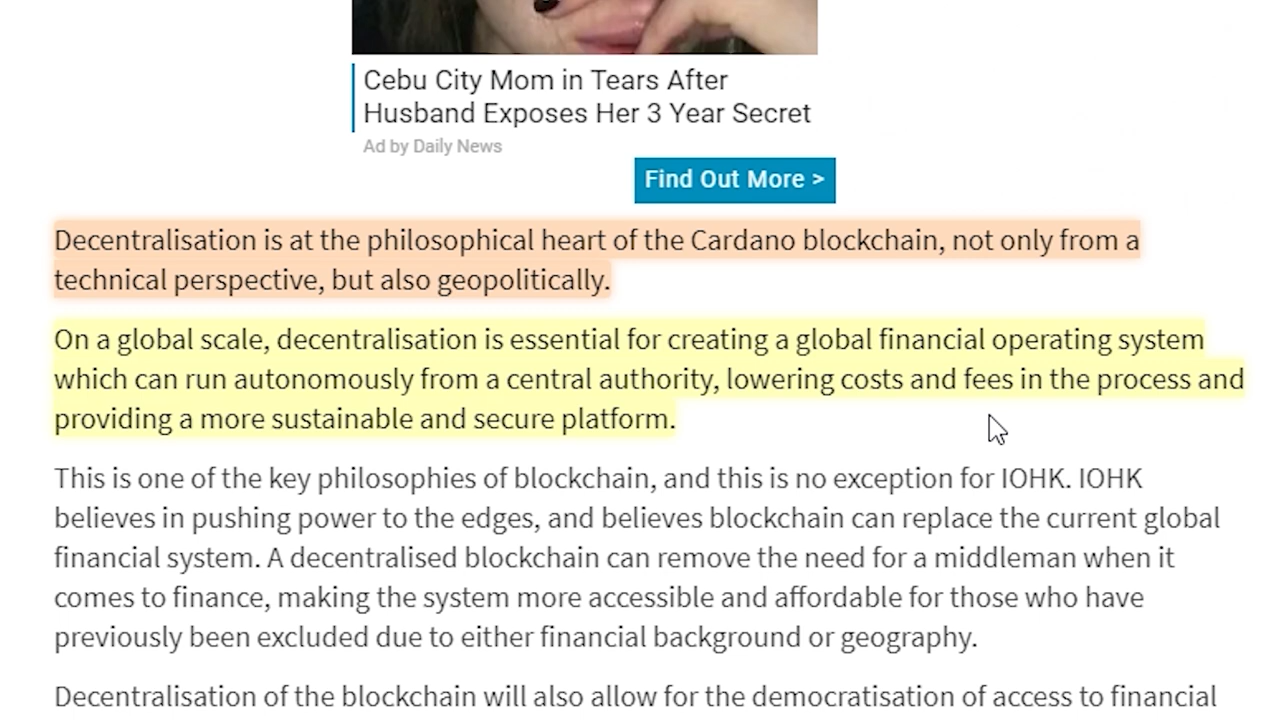 Cebu City Mom in Tears After
Husband Exposes Her 3 Year Secret
Ad by Daily News
Find Out More >
Decentralisation is at the philosophical heart of the Cardano blockchain, not only from a
technical perspective, but also geopolitically.
On a global scale, decentralisation is essential for creating a global financial operating system
which can run autonomously from a central authority, lowering costs and fees in the process and
providing a more sustainable and secure platform.
This is one of the key philosophies of blockchain, and this is no exception for IOHK. IOHK
believes in pushing power to the edges, and believes blockchain can replace the current global
financial system. A decentralised blockchain can remove the need for a middleman when it
comes to finance, making the system more accessible and affordable for those who have
previously been excluded due to either financial background or geography.
Decentralisation of the blockchain will also allow for the democratisation of access to financial